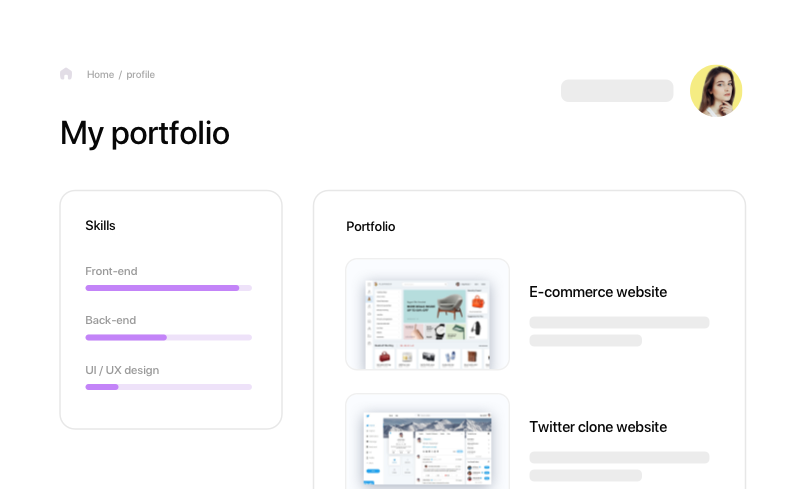 Home / profile
My portfolio
Skills
Front-end
Back-end
UI / UX design
Portfolio
E-commerce website
Twitter clone website